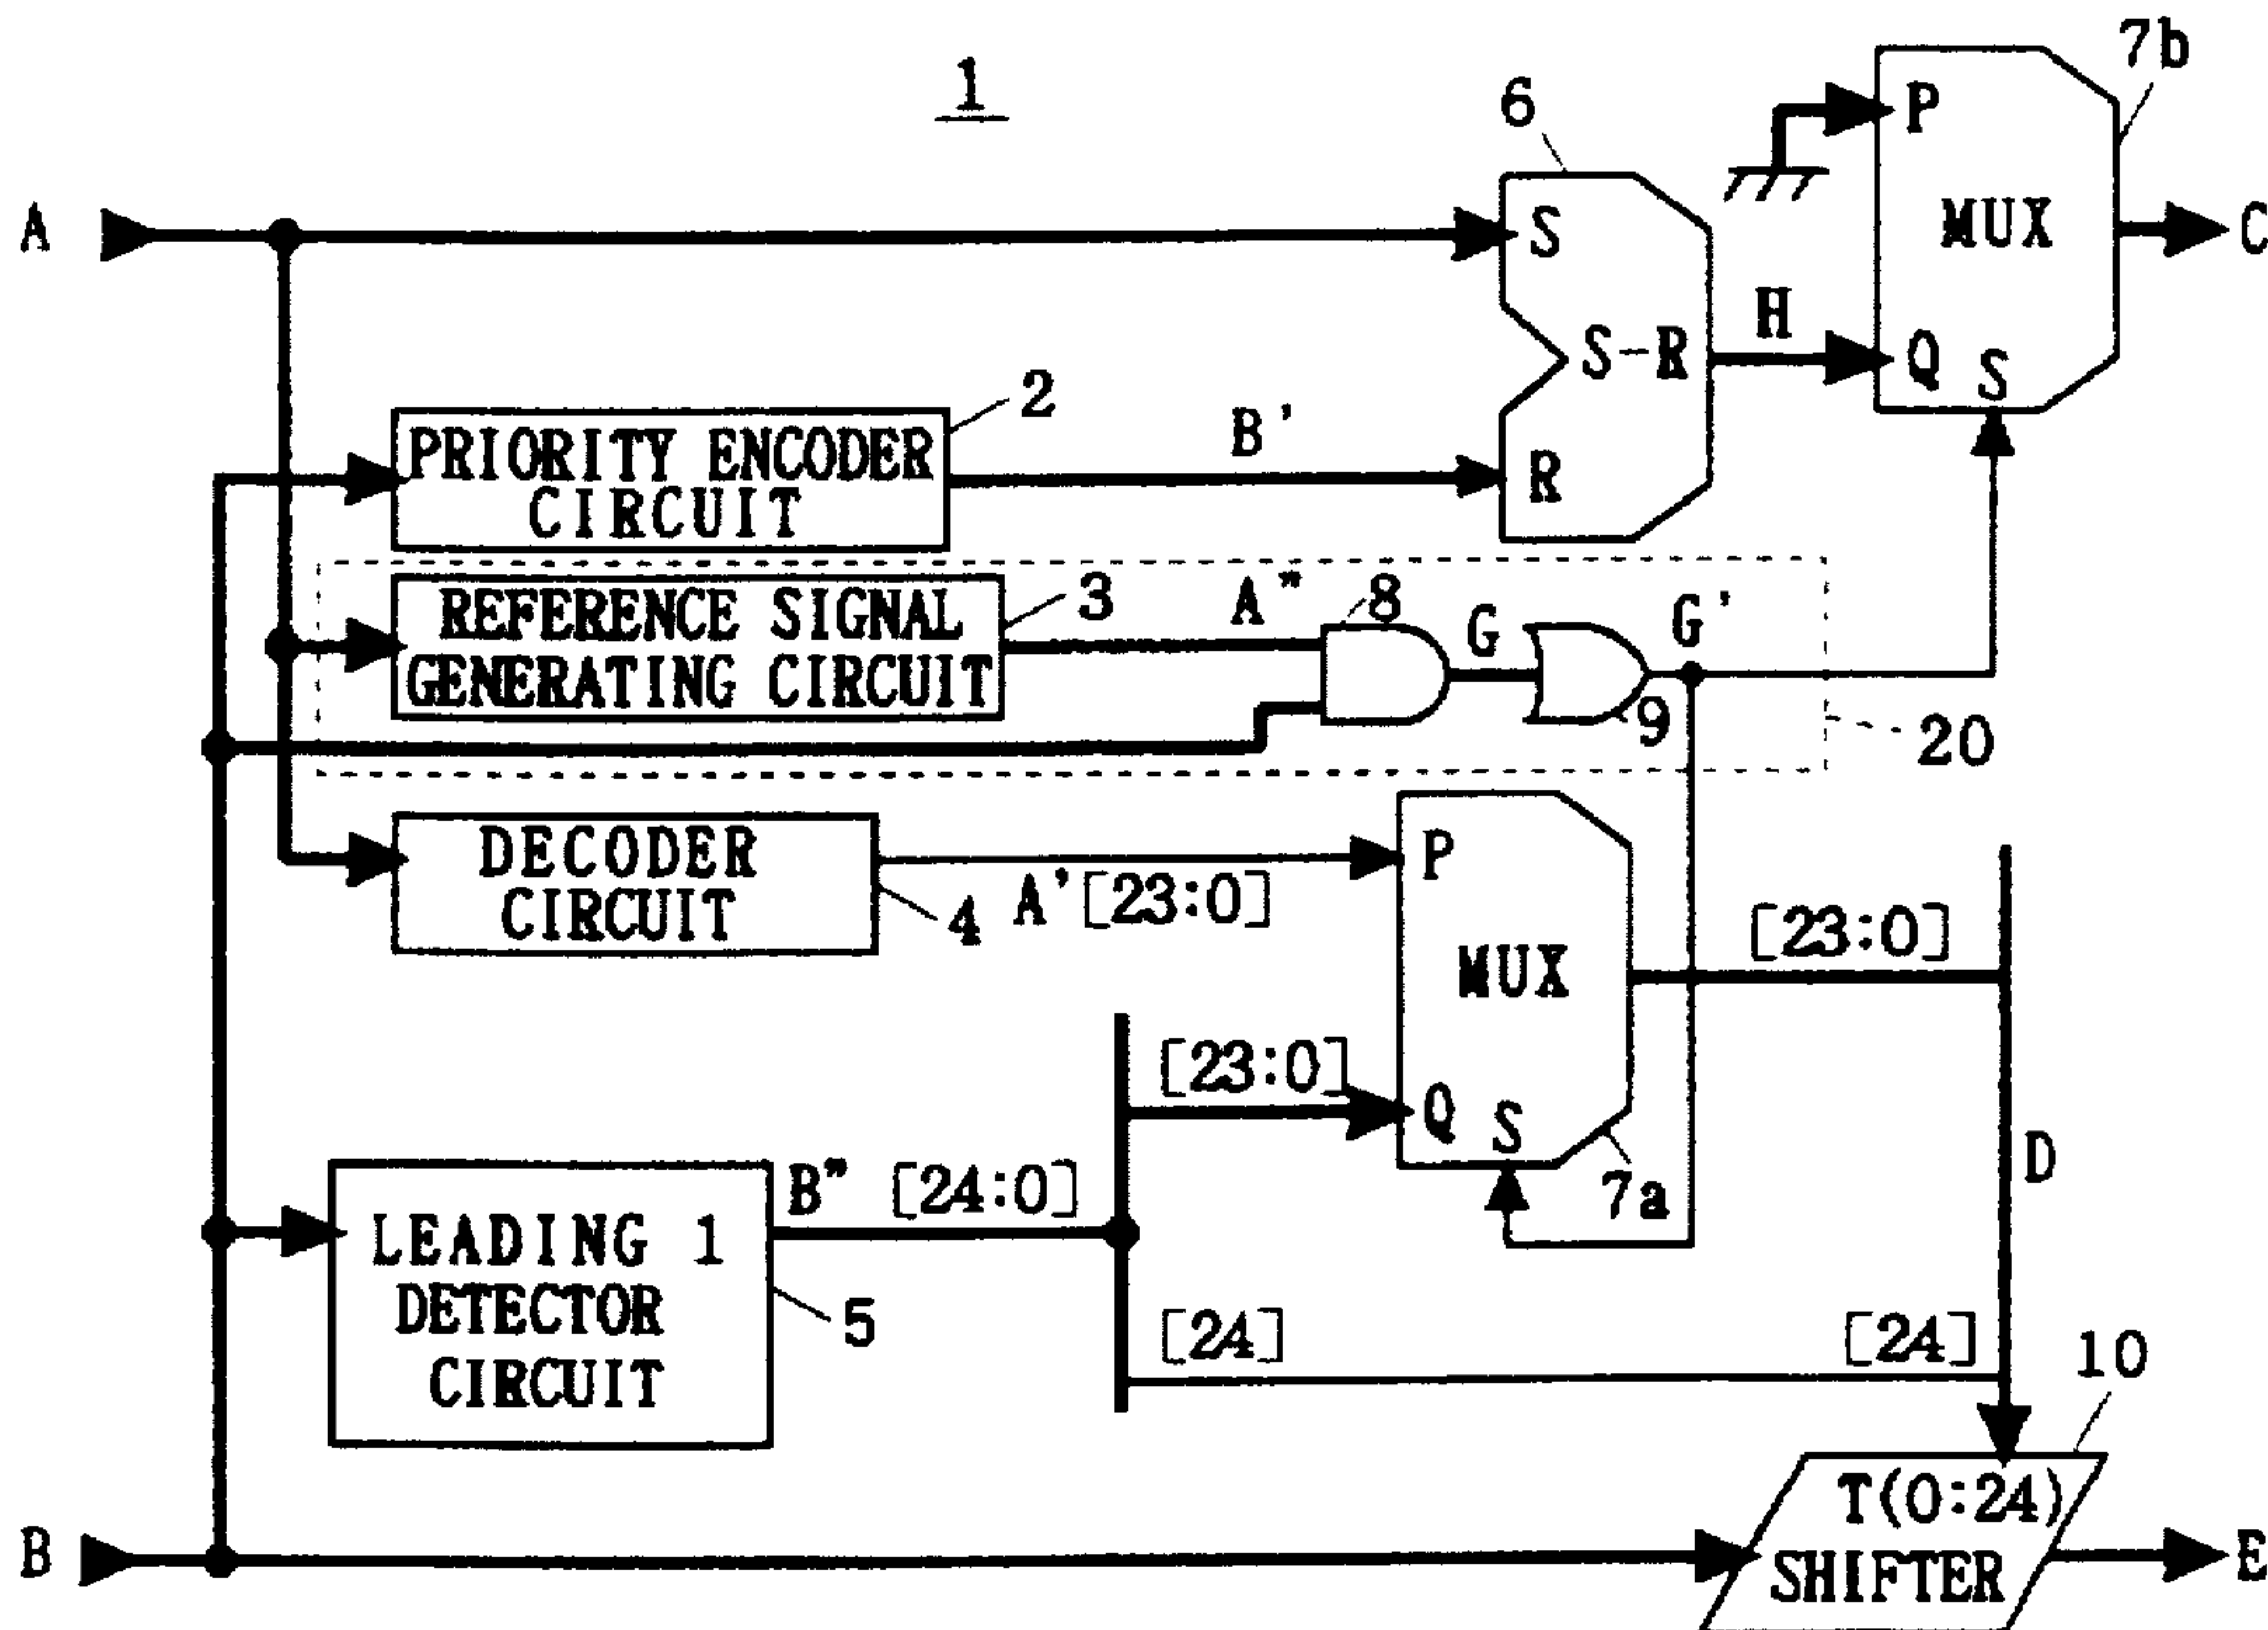 1
7b
6
P
A
S
MUX
C
S-R
H
Q
S
2
PRIORITY ENCODER
CIRCUIT
B'
R
REFERENCE SIGNAL
GENERATING CIRCUIT
3
A"
8
G
G'
9
20
DECODER
CIRCUIT
4
A'[23:0]
P
MUX
[23:0]
[23:0]
Q
S
7a
D
LEADING 1
DETECTOR
CIRCUIT
5
B" [24:0]
[24]
[24]
10
B
T(0:24)
SHIFTER
E